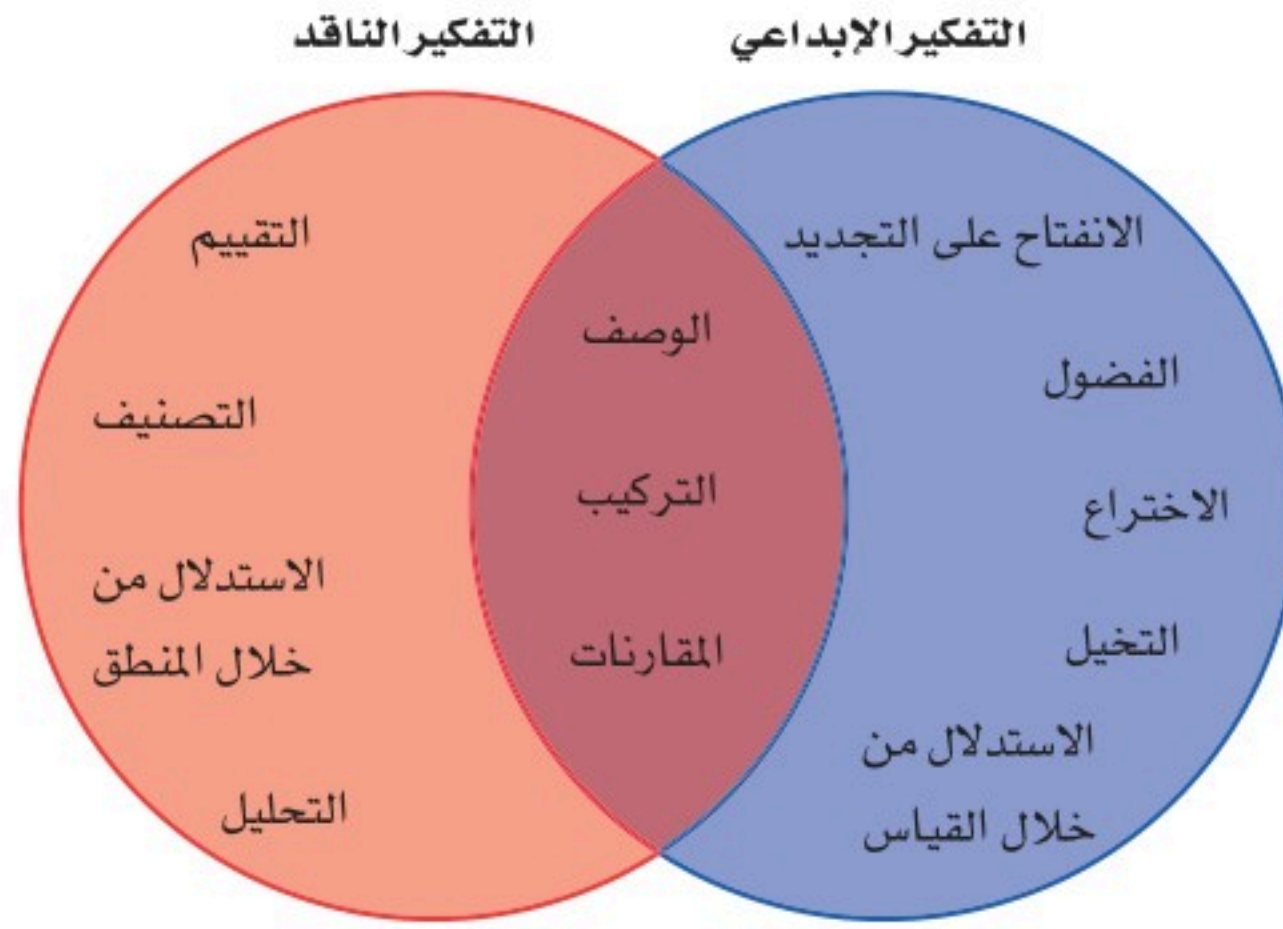 التفكير الإبداعي
التفكير الناقد
الانفتاح على التجديد
الفضول
الاختراع
التخيل
الاستدلال من
خلال القياس
الوصف
التركيب
المقارنات
التقييم
التصنيف
الاستدلال من
خلال المنطق
التحليل